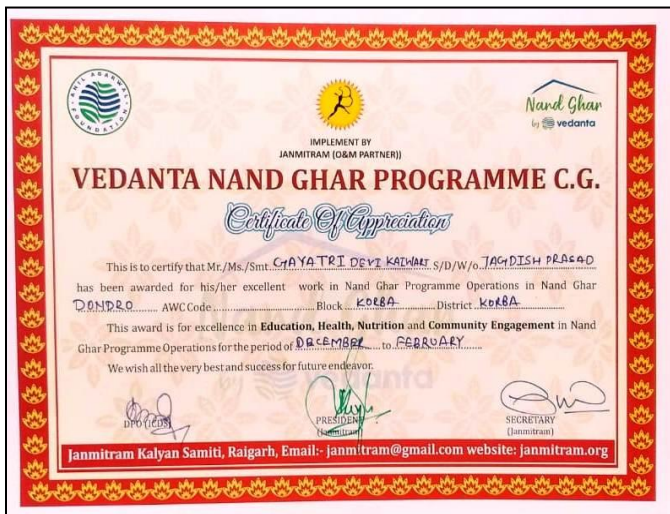 ANIL AGARWAL FOUNDATION
Nand Ghar
by vedanta
IMPLEMENT BY
JANMITRAM (O&M PARTNER))
VEDANTA NAND GHAR PROGRAMME C.G.
Certificate Of Appreciation
This is to certify that Mr./Ms./Smt. GAYATRI DEVI KAIWART S/D/W/o. JAGDISH PRASAD
has been awarded for his/her excellent work in Nand Ghar Programme Operations in Nand Ghar
DONDRO AWC Code Block KORBA District KORBA
This award is for excellence in Education, Health, Nutrition and Community Engagement in Nand
Ghar Programme Operations for the period of DECEMBER to FEBRUARY
We wish all the very best and success for future endeavor.
vedanta
DPO (ICDS)
PRESIDENT
(Janmitram)
SECRETARY
(Janmitram)
Janmitram Kalyan Samiti, Raigarh, Email:- janmitram@gmail.com website: janmitram.org